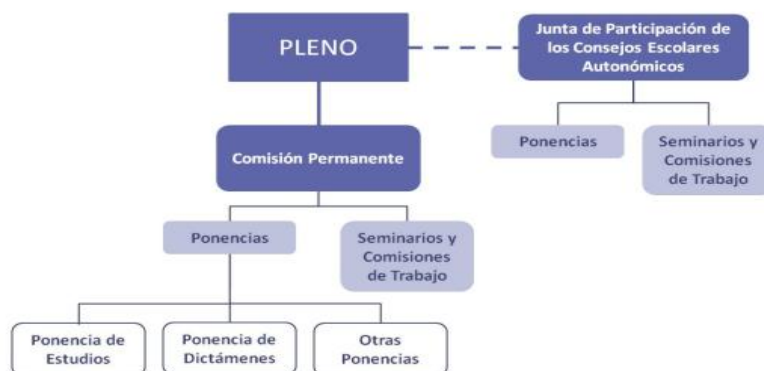 PLENO
Junta de Participación de
los Consejos Escolares
Autonómicos
Comisión Permanente
Ponencias
Seminarios y
Comisiones
de Trabajo
Ponencias
Seminarios y
Comisiones
de Trabajo
Ponencia de
Estudios
Ponencia de
Dictámenes
Otras
Ponencias